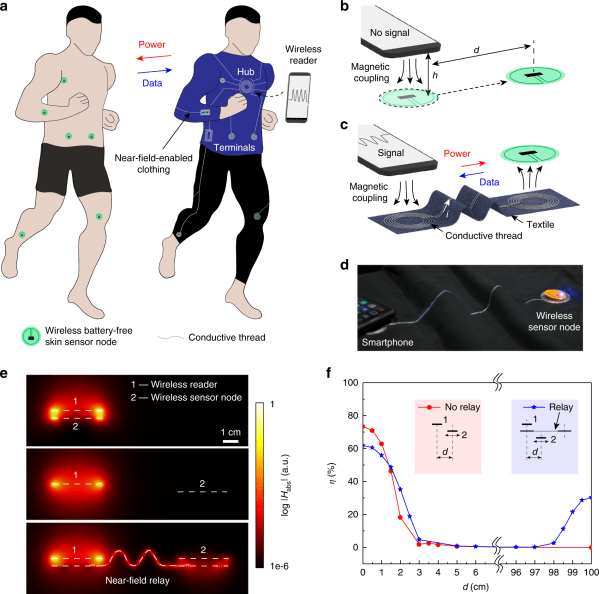 a
Power
Data
Hub
Terminals
Wireless
reader
Near-field-enabled
clothing
Wireless battery-free
skin sensor node
Conductive thread
b
No signal
d
Magnetic
coupling
h
c
Signal
Power
Data
Magnetic
coupling
Textile
Conductive thread
d
Smartphone
Wireless
sensor node
e
1
2
1 — Wireless reader
2 — Wireless sensor node
1 cm
1
2
1
2
Near-field relay
1
log |Habs| (a.u.)
1e-6
f
100
80
60
40
20
0
η (%)
No relay
1
2
d
Relay
1
2
d
0 1 2 3 4 5 6 96 97 98 99 100
d (cm)